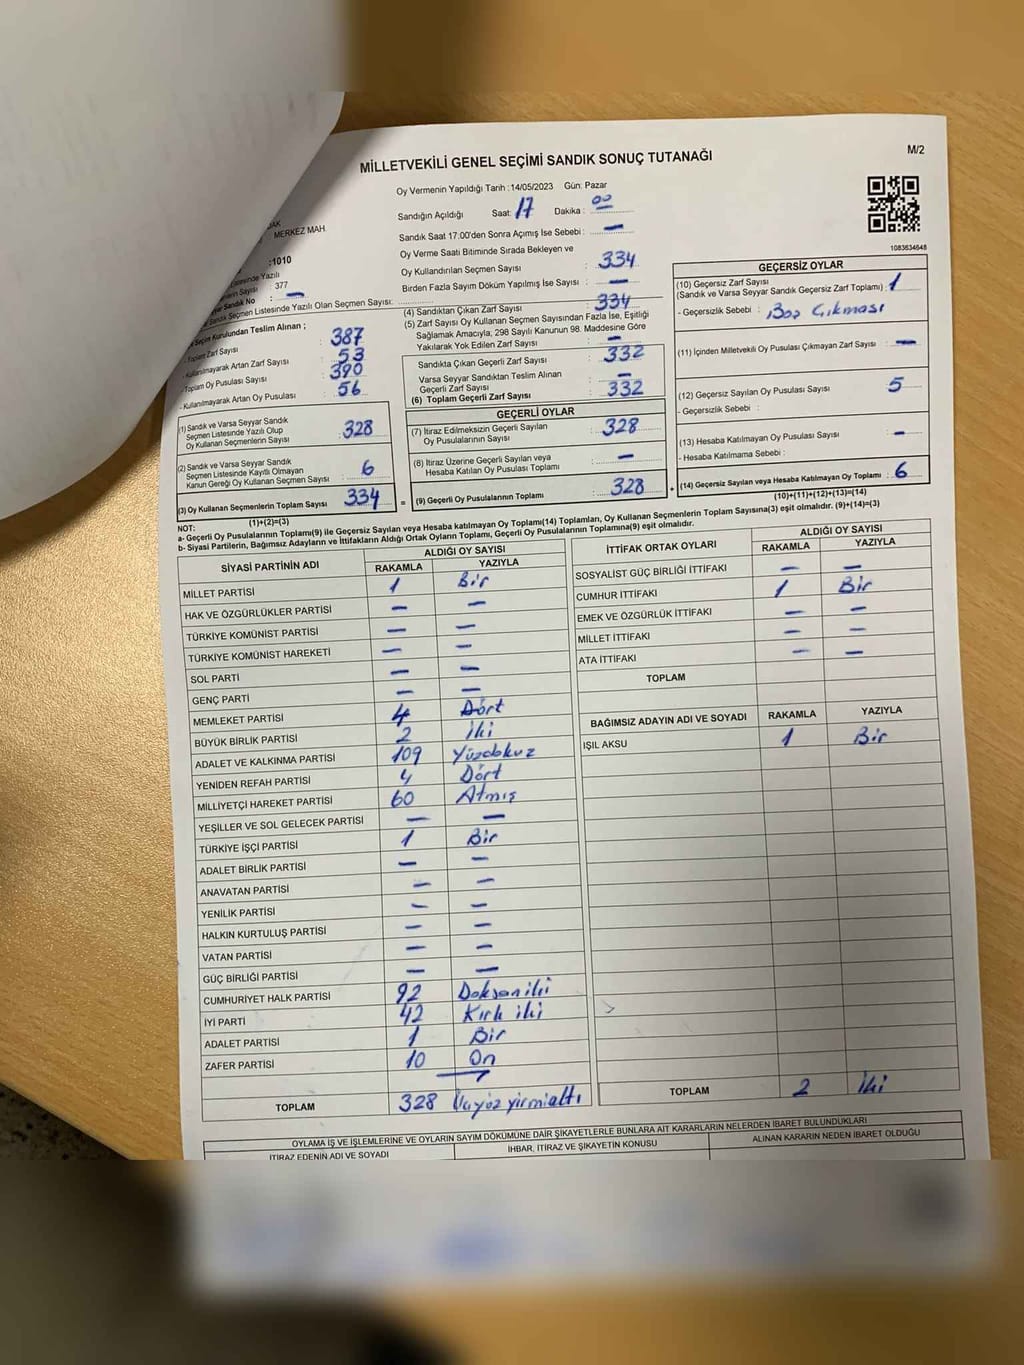 MİLLETVEKİLİ GENEL SEÇİMİ SANDIK SONUÇ TUTANAĞI
M/2
Oy Vermenin Yapıldığı Tarih : 14/05/2023 Gün: Pazar
Sandığın Açıldığı Saat: 17 Dakika : 00
MERKEZ MAH.
Sandık Saat 17:00'den Sonra Açımış İse Sebebi : —
1083634648
Oy Verme Saati Bitiminde Sırada Bekleyen ve
Oy Kullandırılan Seçmen Sayısı : 334
:1010
Birden Fazla Sayım Döküm Yapılmış İse Sayısı : —
377
Sandık No : —
Sandık Seçmen Listesinde Yazılı Olan Seçmen Sayısı:
Seçim Kurulundan Teslim Alınan ;
Toplam Zarf Sayısı : 387
- Kullanılmayarak Artan Zarf Sayısı : 53
- Toplam Oy Pusulası Sayısı : 390
- Kullanılmayarak Artan Oy Pusulası : 56
(1) Sandık ve Varsa Seyyar Sandık
Seçmen Listesinde Yazılı Olup
Oy Kullanan Seçmenlerin Sayısı : 328
(2) Sandık ve Varsa Seyyar Sandık
Seçmen Listesinde Kayıtlı Olmayan
Kanun Gereği Oy Kullanan Seçmen Sayısı : 6
(3) Oy Kullanan Seçmenlerin Toplam Sayısı 334 =
(1)+(2)=(3)
(4) Sandıktan Çıkan Zarf Sayısı : 334
(5) Zarf Sayısı Oy Kullanan Seçmen Sayısından Fazla İse, Eşitliği
Sağlamak Amacıyla, 298 Sayılı Kanunun 98. Maddesine Göre
Yakılarak Yok Edilen Zarf Sayısı : —
Sandıkta Çıkan Geçerli Zarf Sayısı : 332
Varsa Seyyar Sandıktan Teslim Alınan
Geçerli Zarf Sayısı : —
(6) Toplam Geçerli Zarf Sayısı : 332
GEÇERLİ OYLAR
(7) İtiraz Edilmeksizin Geçerli Sayılan
Oy Pusulalarının Sayısı : 328
(8) İtiraz Üzerine Geçerli Sayılan veya
Hesaba Katılan Oy Pusulası Toplamı : —
(9) Geçerli Oy Pusulalarının Toplamı : 328 +
GEÇERSİZ OYLAR
(10) Geçersiz Zarf Sayısı
(Sandık ve Varsa Seyyar Sandık Geçersiz Zarf Toplamı) : 1
- Geçersizlik Sebebi : Boş Çıkması
(11) İçinden Milletvekili Oy Pusulası Çıkmayan Zarf Sayısı : —
(12) Geçersiz Sayılan Oy Pusulası Sayısı : 5
- Geçersizlik Sebebi :
(13) Hesaba Katılmayan Oy Pusulası Sayısı : —
- Hesaba Katılmama Sebebi :
(14) Geçersiz Sayılan veya Hesaba Katılmayan Oy Toplamı : 6
(10)+(11)+(12)+(13)=(14)
NOT:
a- Geçerli Oy Pusulalarının Toplamı(9) ile Geçersiz Sayılan veya Hesaba katılmayan Oy Toplamı(14) Toplamları, Oy Kullanan Seçmenlerin Toplam Sayısına(3) eşit olmalıdır. (9)+(14)=(3)
b- Siyasi Partilerin, Bağımsız Adayların ve İttifakların Aldığı Ortak Oyların Toplamı, Geçerli Oy Pusulalarının Toplamına(9) eşit olmalıdır.
SİYASİ PARTİNİN ADI ALDIĞI OY SAYISI
RAKAMLA YAZIYLA
MİLLET PARTİSİ 1 Bir
HAK VE ÖZGÜRLÜKLER PARTİSİ — —
TÜRKİYE KOMÜNİST PARTİSİ — —
TÜRKİYE KOMÜNİST HAREKETİ — —
SOL PARTİ — —
GENÇ PARTİ — —
MEMLEKET PARTİSİ 4 Dört
BÜYÜK BİRLİK PARTİSİ 2 iki
ADALET VE KALKINMA PARTİSİ 109 Yüzdokuz
YENİDEN REFAH PARTİSİ 4 Dört
MİLLİYETÇİ HAREKET PARTİSİ 60 Atmış
YEŞİLLER VE SOL GELECEK PARTİSİ — —
TÜRKİYE İŞÇİ PARTİSİ 1 Bir
ADALET BİRLİK PARTİSİ — —
ANAVATAN PARTİSİ — —
YENİLİK PARTİSİ — —
HALKIN KURTULUŞ PARTİSİ — —
VATAN PARTİSİ — —
GÜÇ BİRLİĞİ PARTİSİ — —
CUMHURİYET HALK PARTİSİ 92 Doksaniki
İYİ PARTİ 42 Kırk iki
ADALET PARTİSİ 1 Bir
ZAFER PARTİSİ 10 On
TOPLAM 328 Üçyüz yirmialtı
İTTİFAK ORTAK OYLARI ALDIĞI OY SAYISI
RAKAMLA YAZIYLA
SOSYALİST GÜÇ BİRLİĞİ İTTİFAKI — —
CUMHUR İTTİFAKI 1 Bir
EMEK VE ÖZGÜRLÜK İTTİFAKI — —
MİLLET İTTİFAKI — —
ATA İTTİFAKI — —
TOPLAM
BAĞIMSIZ ADAYIN ADI VE SOYADI RAKAMLA YAZIYLA
IŞIL AKSU 1 Bir
TOPLAM 2 iki
OYLAMA İŞ VE İŞLEMLERİNE VE OYLARIN SAYIM DÖKÜMÜNE DAİR ŞİKAYETLERLE BUNLARA AİT KARARLARIN NELERDEN İBARET BULUNDUKLARI
İTİRAZ EDENİN ADI VE SOYADI İHBAR, İTİRAZ VE ŞİKAYETİN KONUSU ALINAN KARARIN NEDEN İBARET OLDUĞU